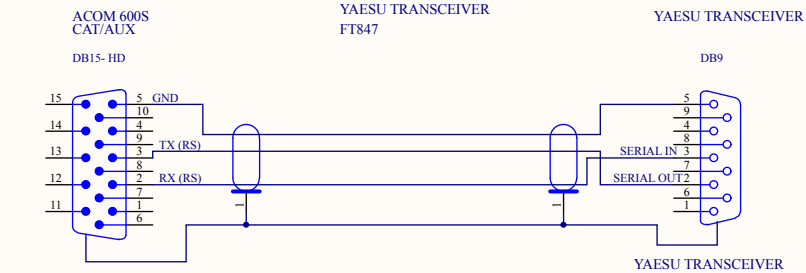 ACOM 600S
CAT/AUX
YAESU TRANSCEIVER
FT847
YAESU TRANSCEIVER
DB15- HD
DB9
15
5 GND
10
14
4
9
13
3 TX (RS)
8
12
2 RX (RS)
7
11
1
6
1
1
5
9
4
8
SERIAL IN 3
7
SERIAL OUT 2
6
1
YAESU TRANSCEIVER